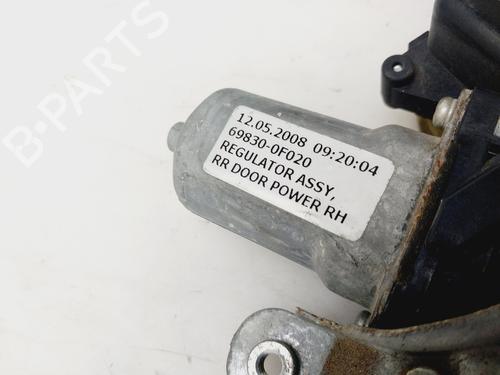 12.05.2008 09:20:04
69830-0F020
REGULATOR ASSY,
RR DOOR POWER RH
B-PARTS